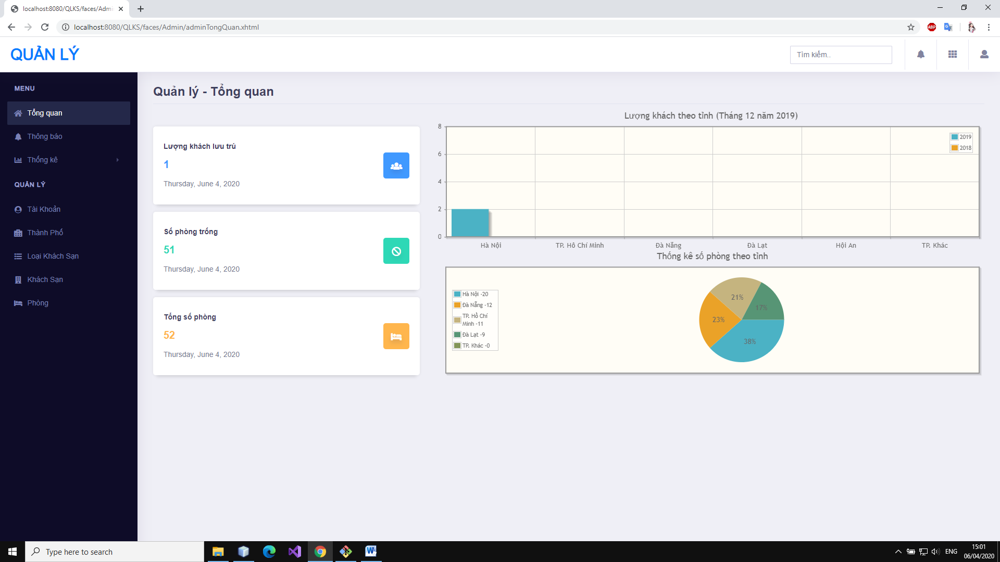 localhost:8080/QLKS/faces/Admi
localhost:8080/QLKS/faces/Admin/adminTongQuan.xhtml
ABP
QUẢN LÝ
Tìm kiếm..
MENU
Tổng quan
Thông báo
Thống kê
QUẢN LÝ
Tài Khoản
Thành Phố
Loại Khách Sạn
Khách Sạn
Phòng
Quản lý - Tổng quan
Lượng khách lưu trú
1
Thursday, June 4, 2020
Số phòng trống
51
Thursday, June 4, 2020
Tổng số phòng
52
Thursday, June 4, 2020
Lượng khách theo tỉnh (Tháng 12 năm 2019)
8
6
4
2
0
2019
2018
Hà Nội
TP. Hồ Chí Minh
Đà Nẵng
Đà Lạt
Hội An
TP. Khác
Thống kê số phòng theo tỉnh
Hà Nội -20
Đà Nẵng -12
TP. Hồ Chí
Minh -11
Đà Lạt -9
TP. Khác -0
21%
17%
23%
38%
Type here to search
ENG
15:01
06/04/2020